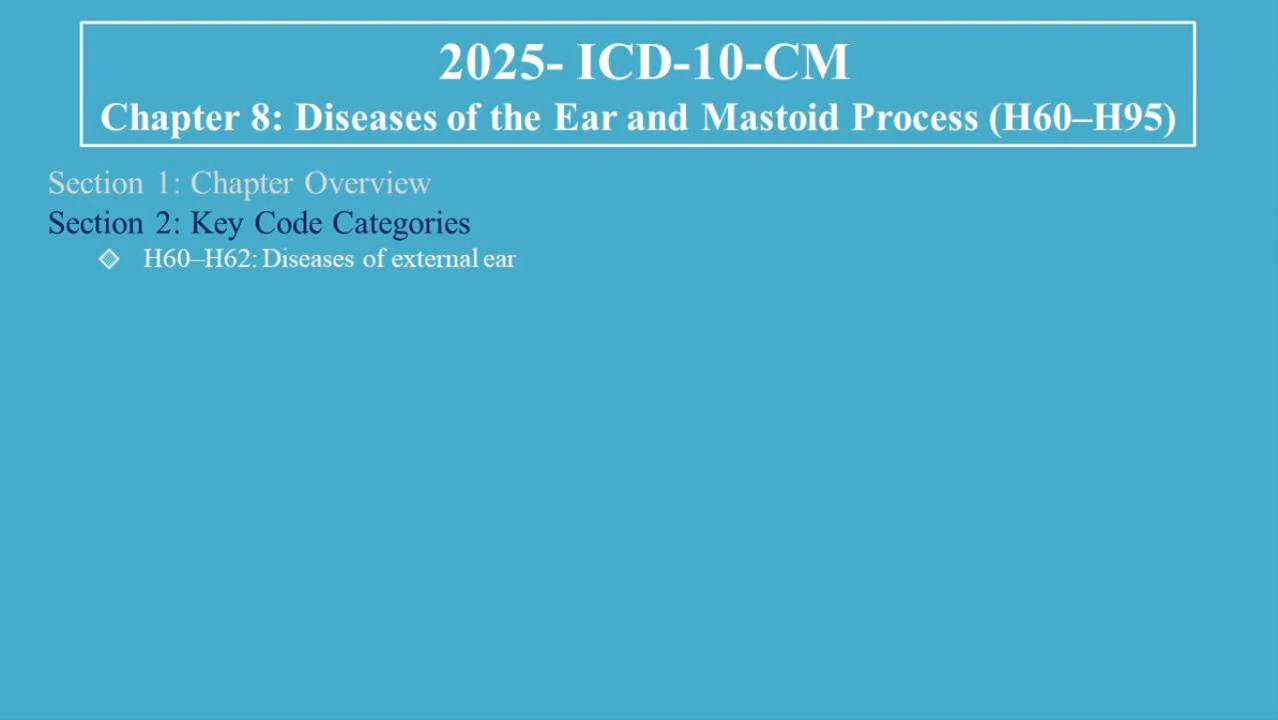 2025- ICD-10-CM
Chapter 8: Diseases of the Ear and Mastoid Process (H60–H95)
Section 1: Chapter Overview
Section 2: Key Code Categories
H60–H62: Diseases of external ear